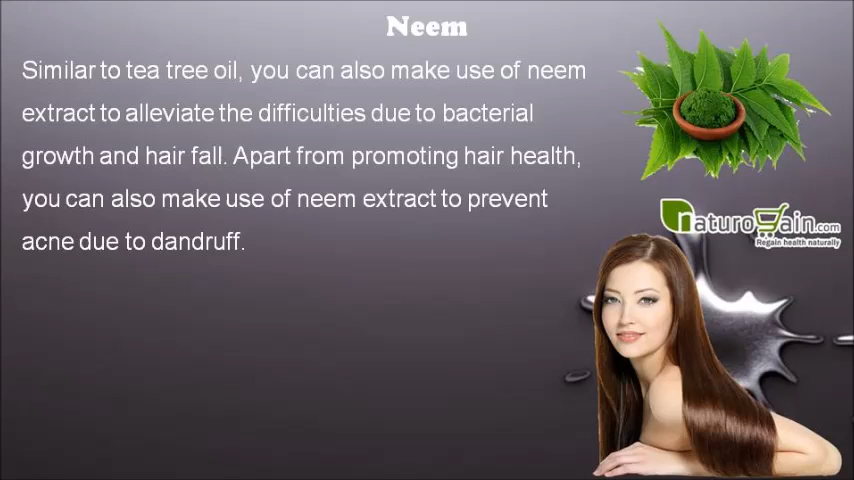 Neem
Similar to tea tree oil, you can also make use of neem
extract to alleviate the difficulties due to bacterial
growth and hair fall. Apart from promoting hair health,
you can also make use of neem extract to prevent
acne due to dandruff.
naturogain.com
Regain health naturally